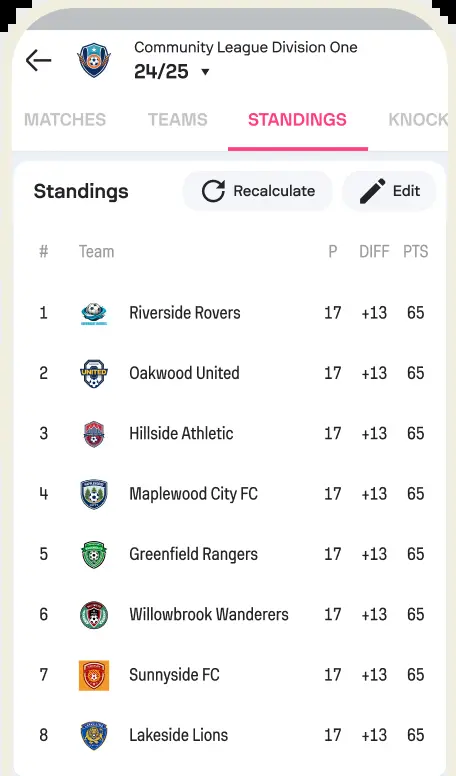 Community League Division One
24/25 ▼
MATCHES TEAMS STANDINGS KNOCK
Standings Recalculate Edit
# Team P DIFF PTS
1 Riverside Rovers 17 +13 65
2 UNITED Oakwood United 17 +13 65
3 Hillside Athletic 17 +13 65
4 Maplewood City FC 17 +13 65
5 Greenfield Rangers 17 +13 65
6 Willowbrook Wanderers 17 +13 65
7 Sunnyside FC 17 +13 65
8 Lakeside Lions 17 +13 65